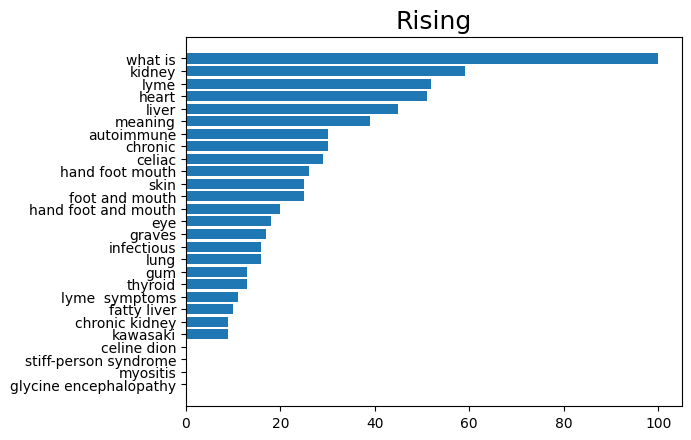 Rising
what is
kidney
lyme
heart
liver
meaning
autoimmune
chronic
celiac
hand foot mouth
skin
foot and mouth
hand foot and mouth
eye
graves
infectious
lung
gum
thyroid
lyme  symptoms
fatty liver
chronic kidney
kawasaki
celine dion
stiff-person syndrome
myositis
glycine encephalopathy
0 20 40 60 80 100